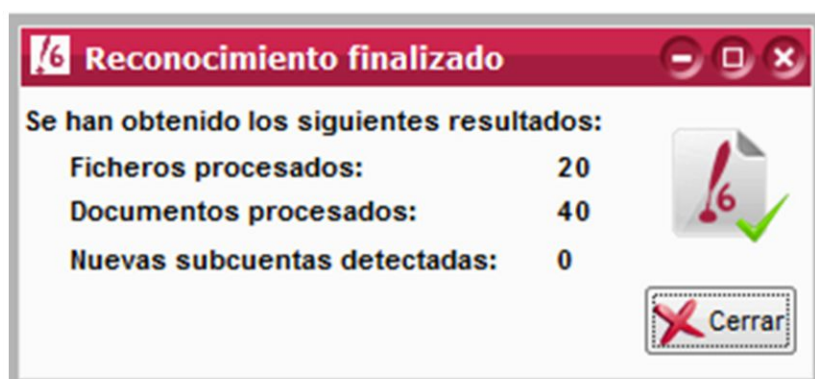 Reconocimiento finalizado
Se han obtenido los siguientes resultados:
Ficheros procesados: 20
Documentos procesados: 40
Nuevas subcuentas detectadas: 0
6
Cerrar